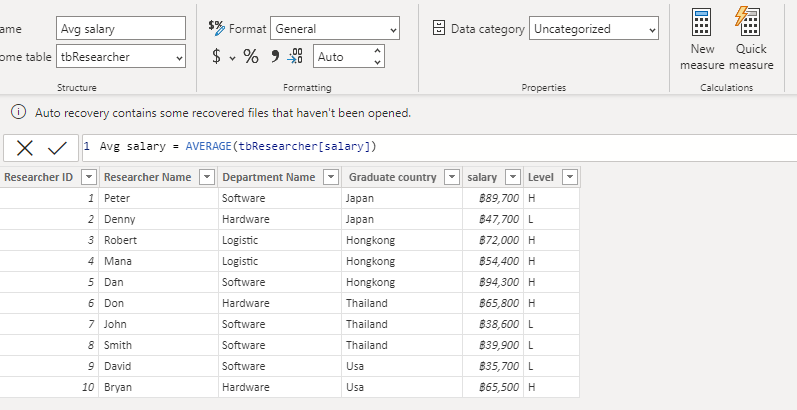 ame Avg salary $% Format General Data category Uncategorized New measure Quick measure
ome table tbResearcher $ % 9 .00 .0 Auto
Structure Formatting Properties Calculations
Auto recovery contains some recovered files that haven't been opened.
1 Avg salary = AVERAGE(tbResearcher[salary])
Researcher ID Researcher Name Department Name Graduate country salary Level
1 Peter Software Japan ฿89,700 H
2 Denny Hardware Japan ฿47,700 L
3 Robert Logistic Hongkong ฿72,000 H
4 Mana Logistic Hongkong ฿54,400 H
5 Dan Software Hongkong ฿94,300 H
6 Don Hardware Thailand ฿65,800 H
7 John Software Thailand ฿38,600 L
8 Smith Software Thailand ฿39,900 L
9 David Software Usa ฿35,700 L
10 Bryan Hardware Usa ฿65,500 H